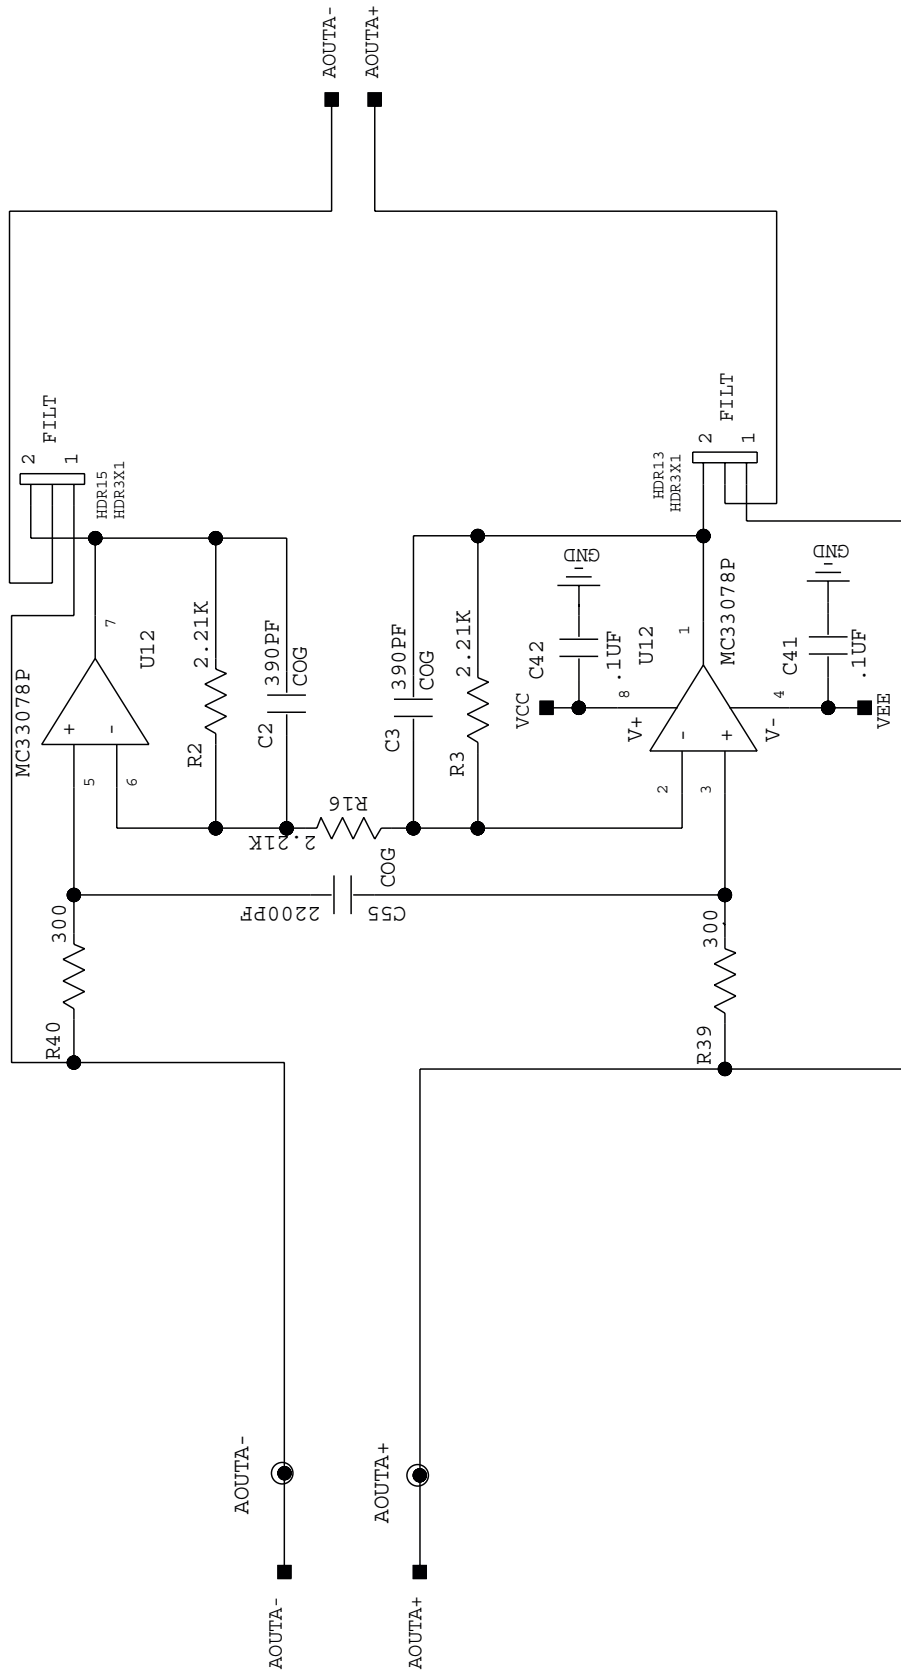 AOUTA-
AOUTA+
FILT
2
1
HDR15
HDR3X1
FILT
2
1
HDR13
HDR3X1
MC33078P
+
-
5
6
7
U12
2.21K
R2
390PF
COG
C2
390PF
COG
C3
2.21K
R3
R16
2.21K
GND
C42
.1UF
VCC
8
V+
U12
1
MC33078P
-
+
2
3
V-
4
GND
C41
.1UF
VEE
COG
2200PF
C55
300
R40
300
R39
AOUTA-
AOUTA+
AOUTA-
AOUTA+